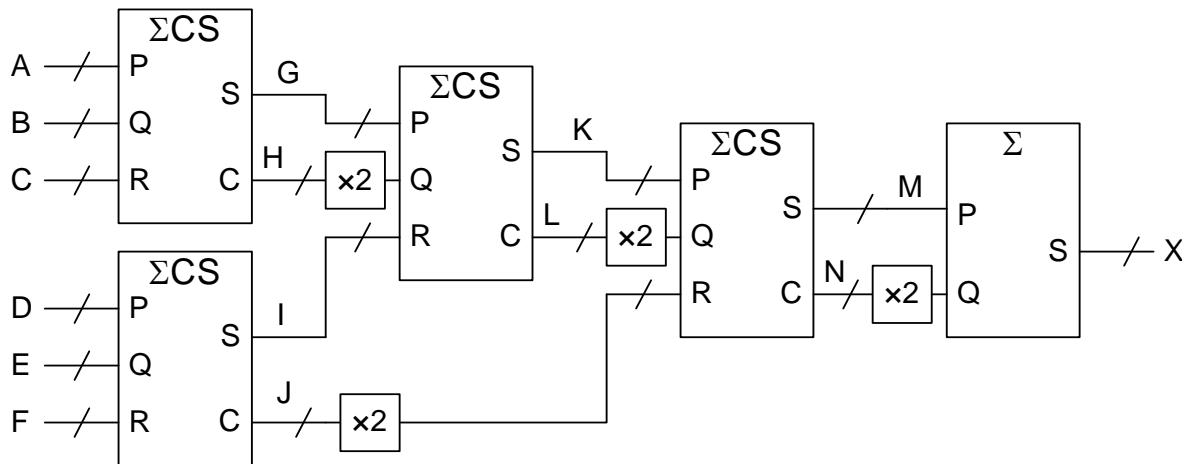 ΣCS
A P
G
S
B Q
H
C R C ×2
ΣCS
P
K
S
Q
L
R C ×2
ΣCS
P
M
S
Q
N
R C ×2
Σ
P
S X
Q
ΣCS
D P
I
S
E Q
J
F R C ×2